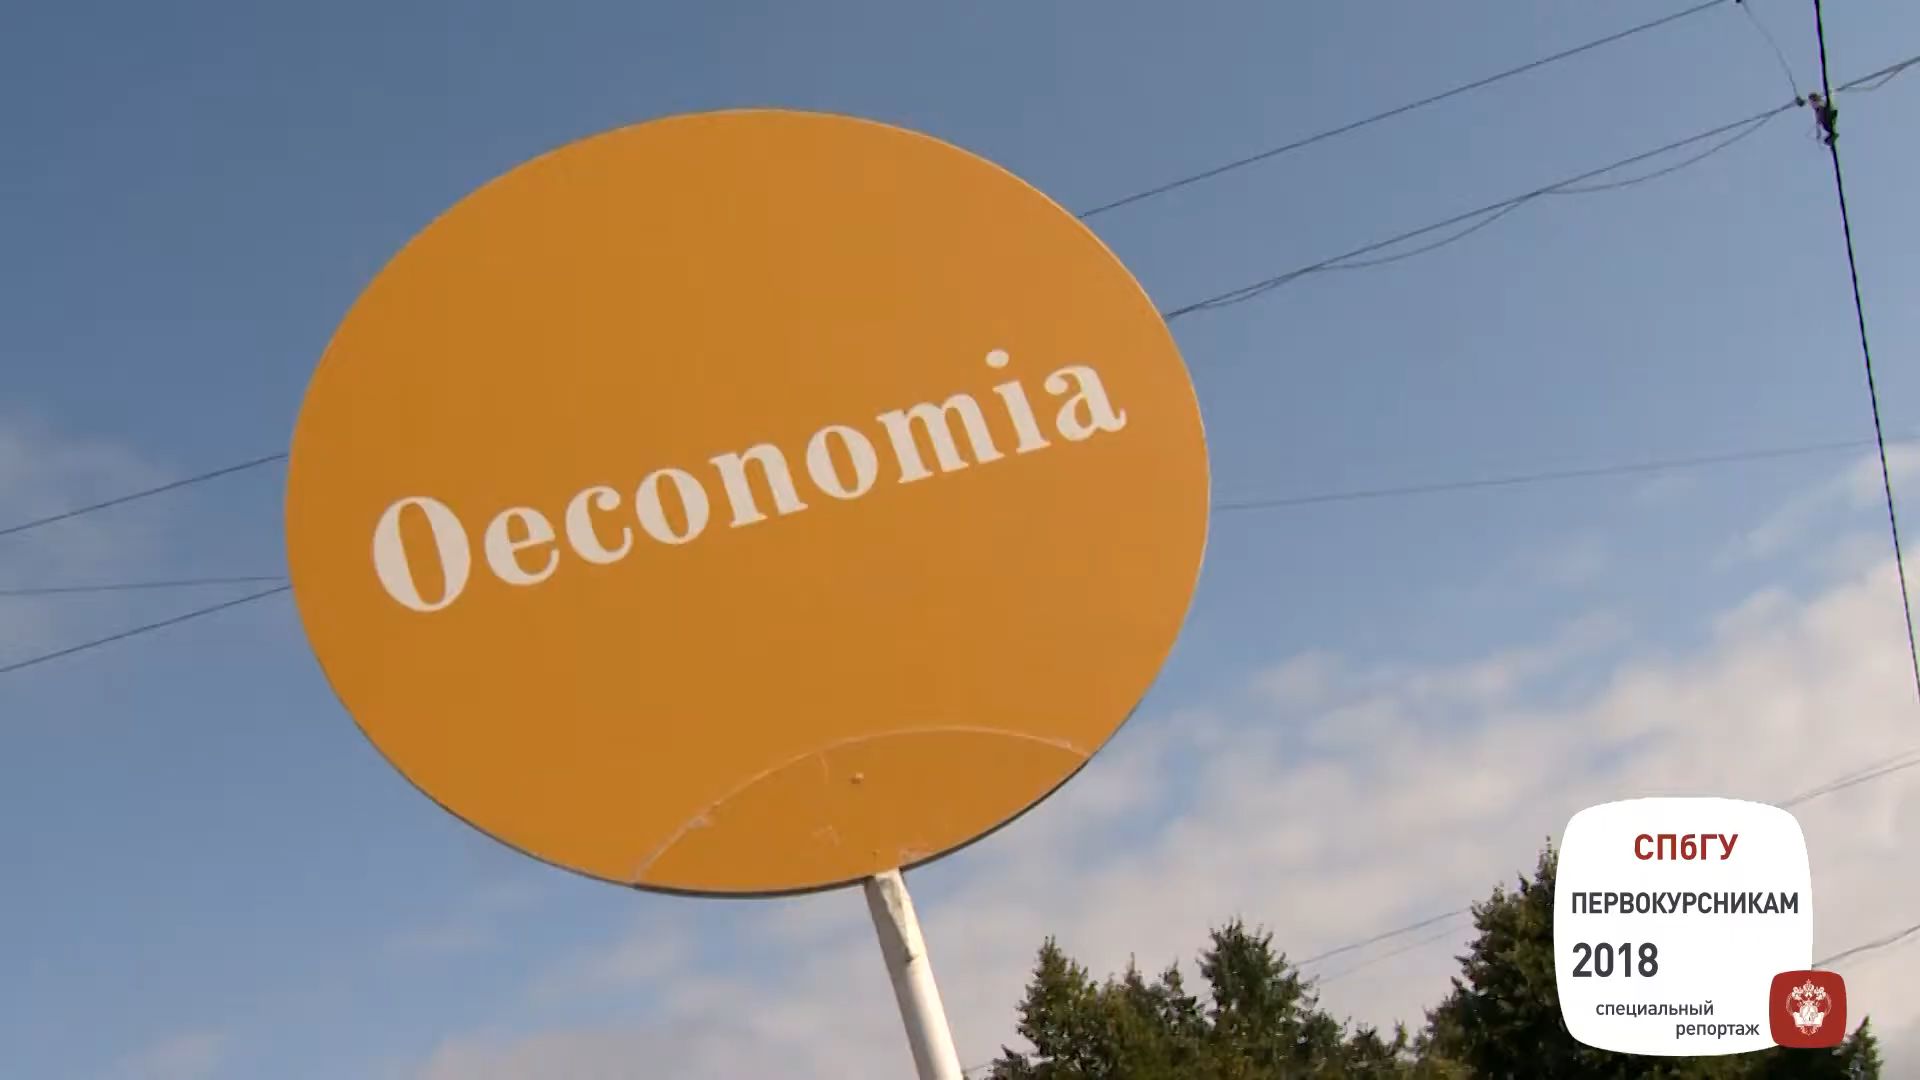 Oeconomia
СПбГУ
ПЕРВОКУРСНИКАМ
2018
специальный
репортаж